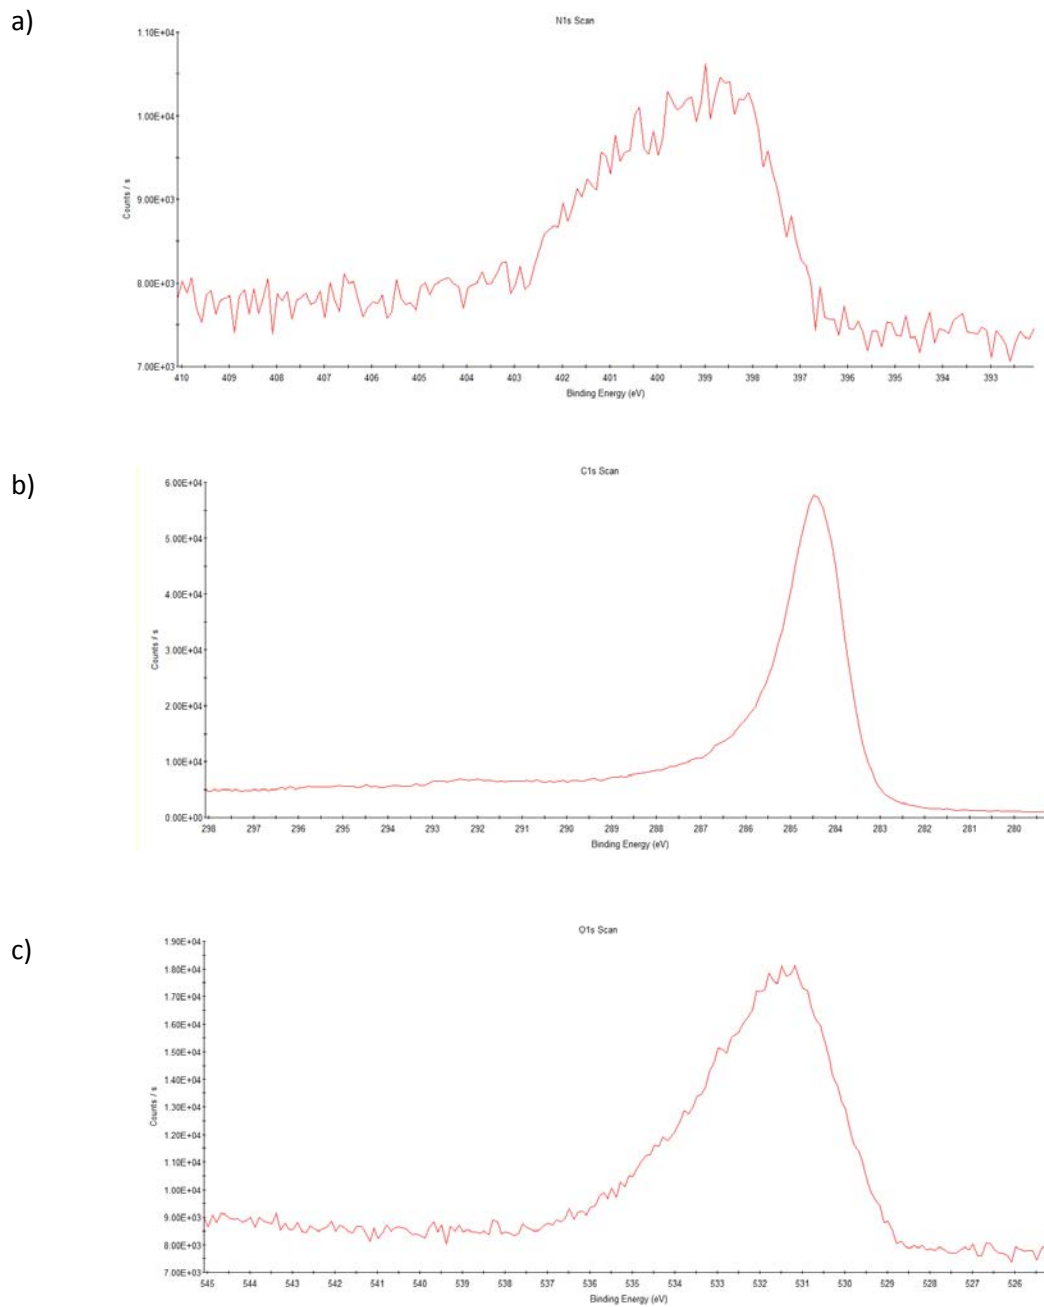 a)
N1s Scan
1.10E+04
1.00E+04
9.00E+03
8.00E+03
7.00E+03
Counts / s
410 409 408 407 406 405 404 403 402 401 400 399 398 397 396 395 394 393
Binding Energy (eV)
b)
C1s Scan
6.00E+04
5.00E+04
4.00E+04
3.00E+04
2.00E+04
1.00E+04
0.00E+00
Counts / s
298 297 296 295 294 293 292 291 290 289 288 287 286 285 284 283 282 281 280
Binding Energy (eV)
c)
O1s Scan
1.90E+04
1.80E+04
1.70E+04
1.60E+04
1.50E+04
1.40E+04
1.30E+04
1.20E+04
1.10E+04
1.00E+04
9.00E+03
8.00E+03
7.00E+03
Counts / s
545 544 543 542 541 540 539 538 537 536 535 534 533 532 531 530 529 528 527 526
Binding Energy (eV)